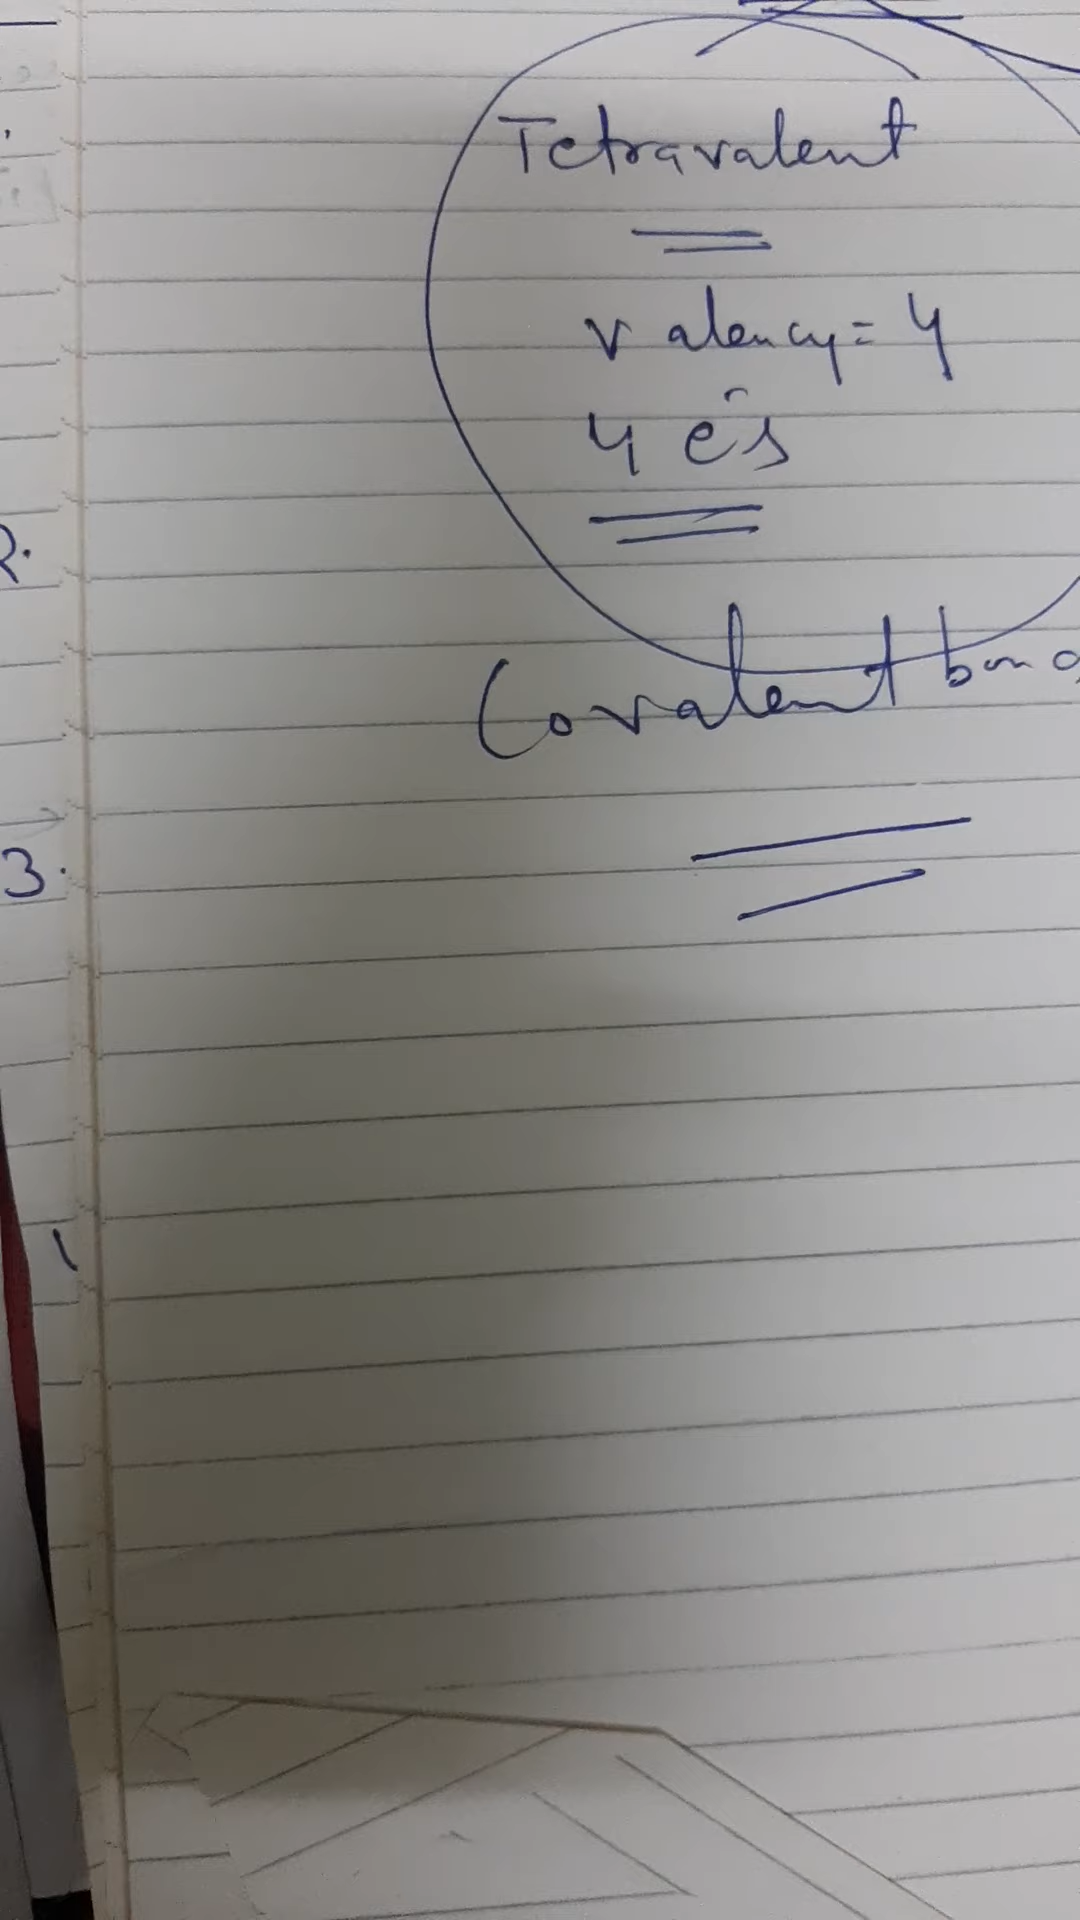 Tetravalent
valency = 4
4 e⁻s
Covalent bon
2.
3.